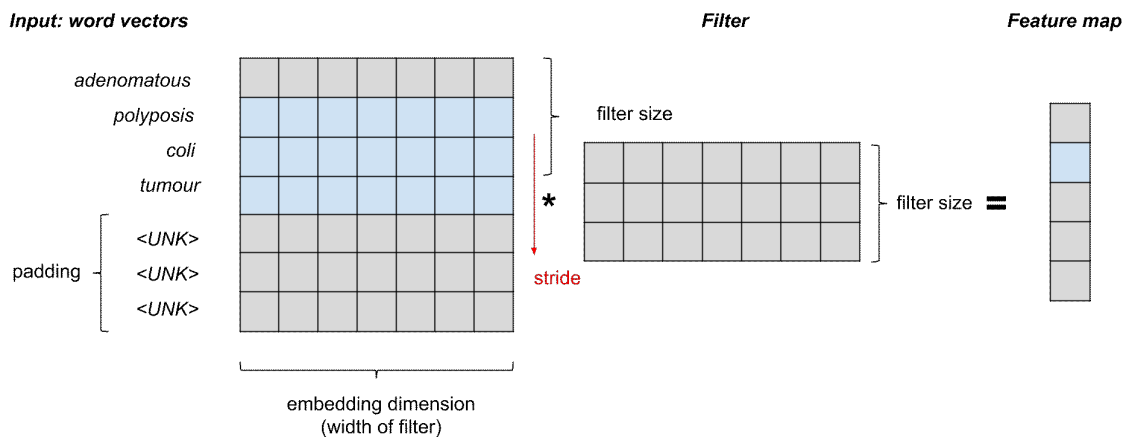 Input: word vectors
Filter
Feature map
adenomatous
polyposis
coli
tumour
<UNK>
<UNK>
<UNK>
padding
filter size
*
stride
filter size
=
embedding dimension
(width of filter)